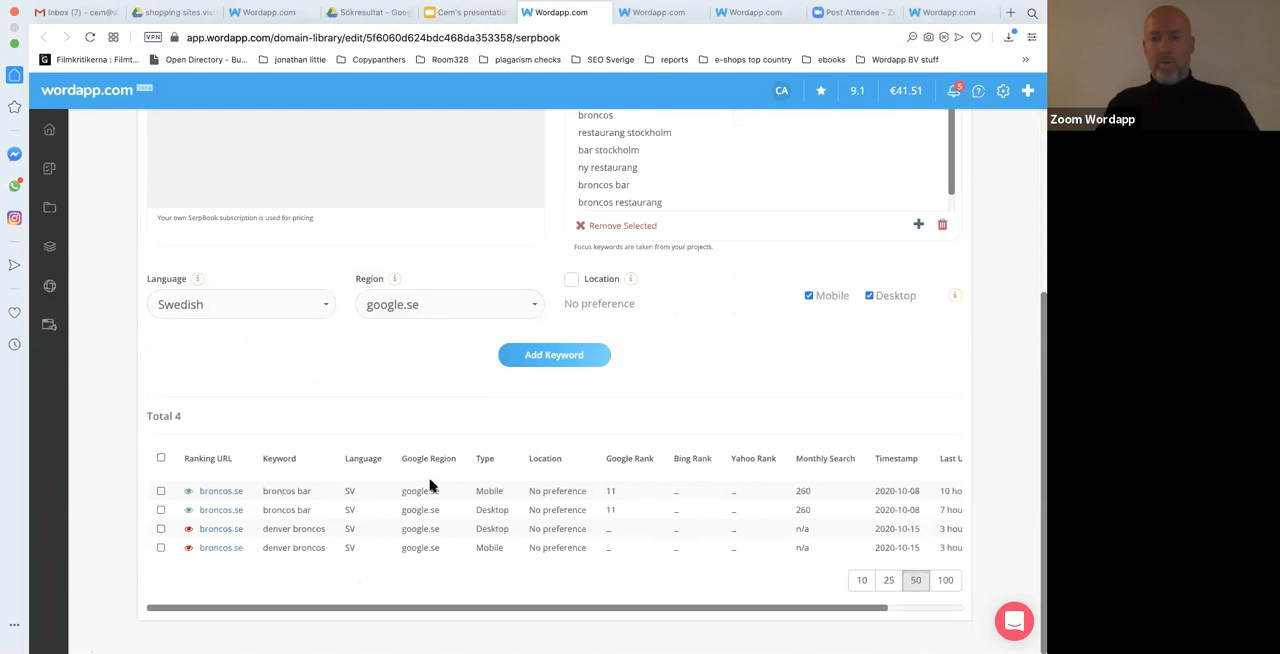 Inbox (7) - cem@w
shopping sites visi
Wordapp.com
Sökresultat – Goo
Cem's presentatio
Wordapp.com
Wordapp.com
Wordapp.com
Post Attendee - Zo
Wordapp.com
VPN
app.wordapp.com/domain-library/edit/5f6060d624bdc468da353358/serpbook
Filmkritikerna ; Filmt...
Open Directory - Bu...
jonathan little
Copypanthers
Room328
plagarism checks
SEO Sverige
reports
e-shops top country
ebooks
Wordapp BV stuff
»
wordapp.com
CA
9.1
€41.51
5
Zoom Wordapp
broncos
restaurang stockholm
bar stockholm
ny restaurang
broncos bar
broncos restaurang
Your own SerpBook subscription is used for pricing.
Remove Selected
Focus keywords are taken from your projects.
Language
Region
Location
Swedish
google.se
No preference
Mobile
Desktop
Add Keyword
Total 4
Ranking URL Keyword Language Google Region Type Location Google Rank Bing Rank Yahoo Rank Monthly Search Timestamp Last U
broncos.se broncos bar SV google.se Mobile No preference 11 _ _ 260 2020-10-08 10 ho
broncos.se broncos bar SV google.se Desktop No preference 11 _ _ 260 2020-10-08 7 hou
broncos.se denver broncos SV google.se Desktop No preference _ _ _ n/a 2020-10-15 3 hou
broncos.se denver broncos SV google.se Mobile No preference _ _ _ n/a 2020-10-15 3 hou
10 25 50 100